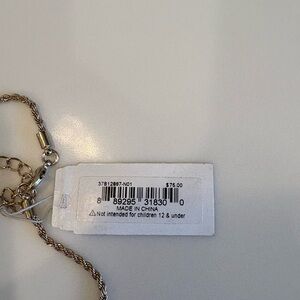 37812887-N01 $75.00
8 89295 31830 0
MADE IN CHINA
⚠Not intended for children 12 & under